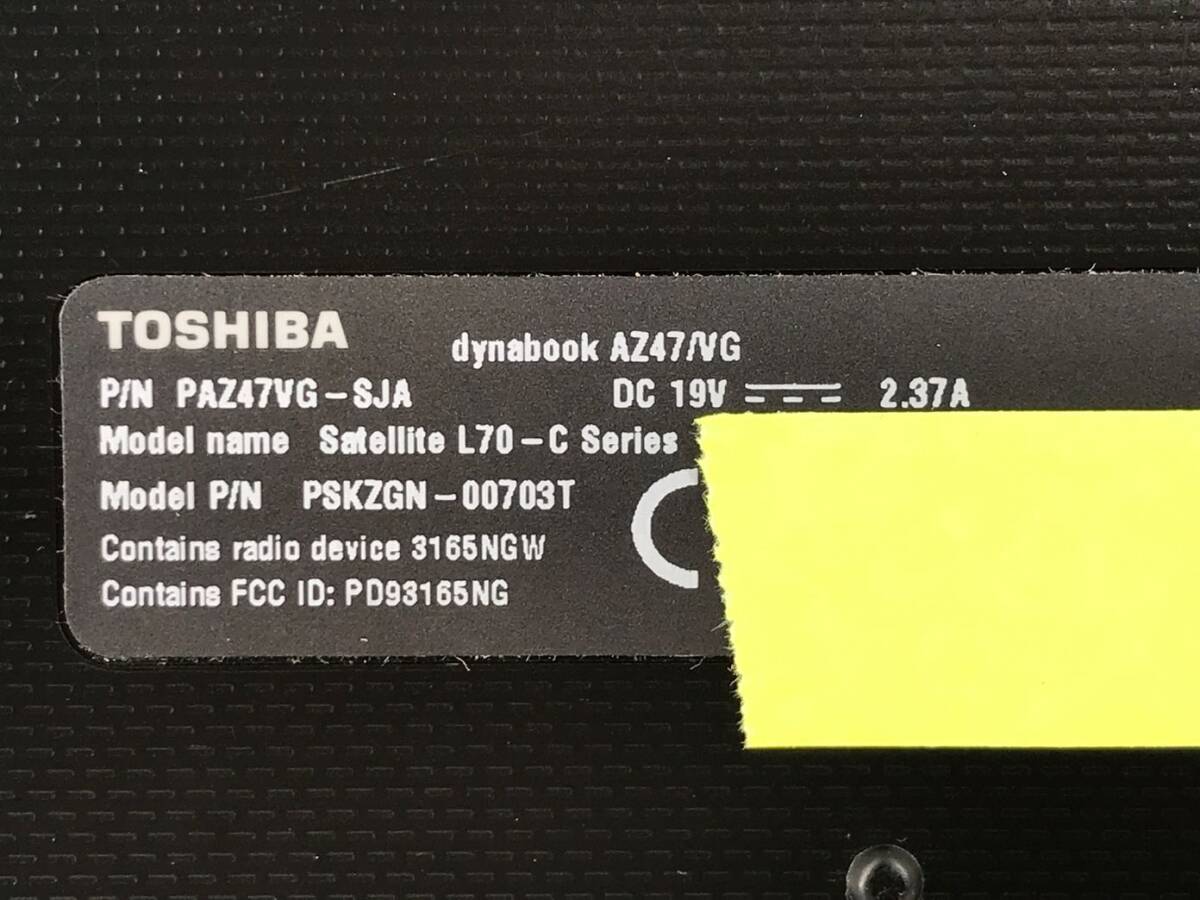 TOSHIBA
dynabook AZ47/VG
P/N PAZ47VG-SJA DC 19V 2.37A
Model name Satellite L70-C Series
Model P/N PSKZGN-00703T
Contains radio device 3165NGW
Contains FCC ID: PD93165NG